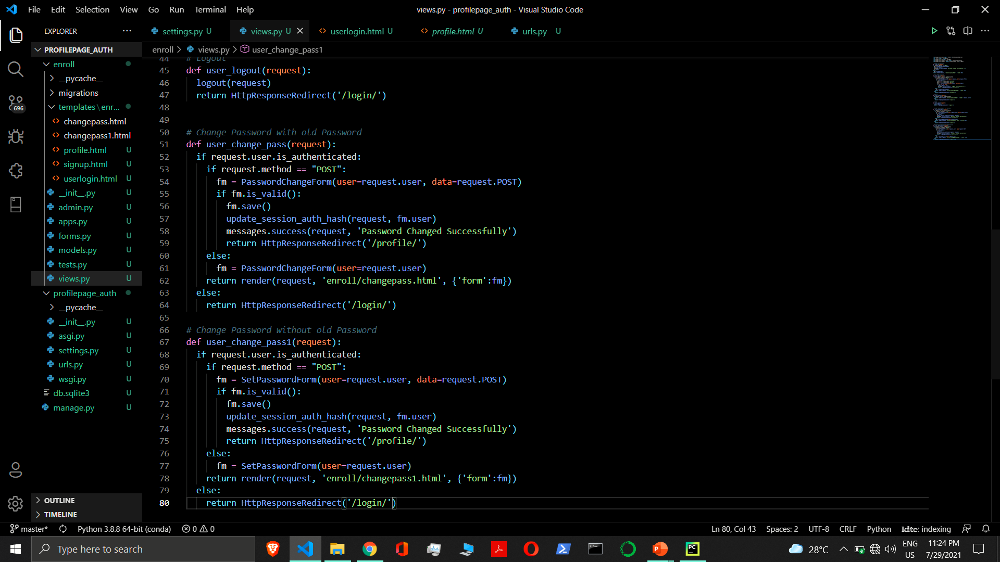 File Edit Selection View Go Run Terminal Help
views.py - profilepage_auth - Visual Studio Code
EXPLORER ···
settings.py U
views.py U
userlogin.html U
profile.html U
urls.py U
PROFILEPAGE_AUTH
enroll > views.py > user_change_pass1
enroll
__pycache__
migrations
templates\enr...
changepass.html
changepass1.html
profile.html U
signup.html U
userlogin.html U
__init__.py U
admin.py U
apps.py U
forms.py U
models.py U
tests.py U
views.py U
profilepage_auth
__pycache__
__init__.py U
asgi.py U
settings.py U
urls.py U
wsgi.py U
db.sqlite3 U
manage.py U
OUTLINE
TIMELINE
696
44 # Logout
45 def user_logout(request):
46 logout(request)
47 return HttpResponseRedirect('/login/')
48
49
50 # Change Password with old Password
51 def user_change_pass(request):
52 if request.user.is_authenticated:
53 if request.method == "POST":
54 fm = PasswordChangeForm(user=request.user, data=request.POST)
55 if fm.is_valid():
56 fm.save()
57 update_session_auth_hash(request, fm.user)
58 messages.success(request, 'Password Changed Successfully')
59 return HttpResponseRedirect('/profile/')
60 else:
61 fm = PasswordChangeForm(user=request.user)
62 return render(request, 'enroll/changepass.html', {'form':fm})
63 else:
64 return HttpResponseRedirect('/login/')
65
66 # Change Password without old Password
67 def user_change_pass1(request):
68 if request.user.is_authenticated:
69 if request.method == "POST":
70 fm = SetPasswordForm(user=request.user, data=request.POST)
71 if fm.is_valid():
72 fm.save()
73 update_session_auth_hash(request, fm.user)
74 messages.success(request, 'Password Changed Successfully')
75 return HttpResponseRedirect('/profile/')
76 else:
77 fm = SetPasswordForm(user=request.user)
78 return render(request, 'enroll/changepass1.html', {'form':fm})
79 else:
80 return HttpResponseRedirect('/login/')
master* Python 3.8.8 64-bit (conda) 0 0
Ln 80, Col 43 Spaces: 2 UTF-8 CRLF Python kite: indexing
Type here to search
PC
28°C
ENG
US
11:24 PM
7/29/2021